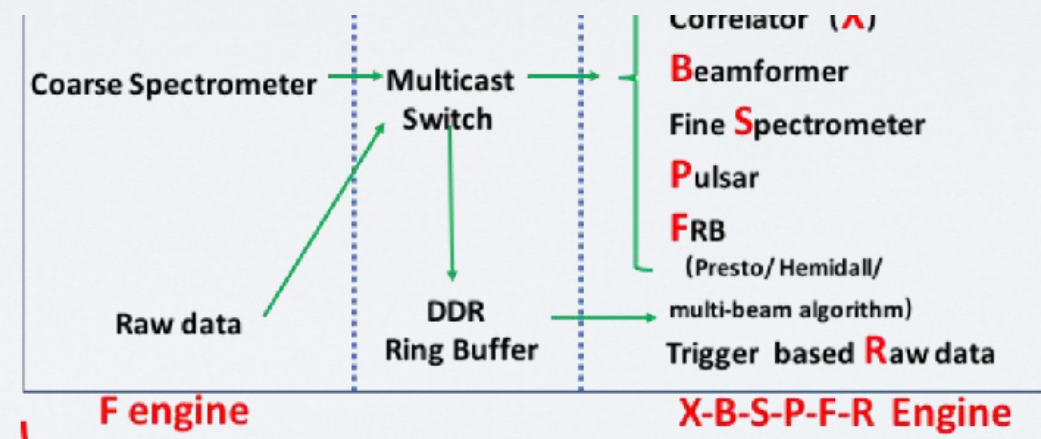 Correlator (X)
Coarse Spectrometer
Multicast
Switch
Beamformer
Fine Spectrometer
Pulsar
FRB
(Presto/ Hemidall/
multi-beam algorithm)
Raw data
DDR
Ring Buffer
Trigger based Raw data
F engine
X-B-S-P-F-R Engine